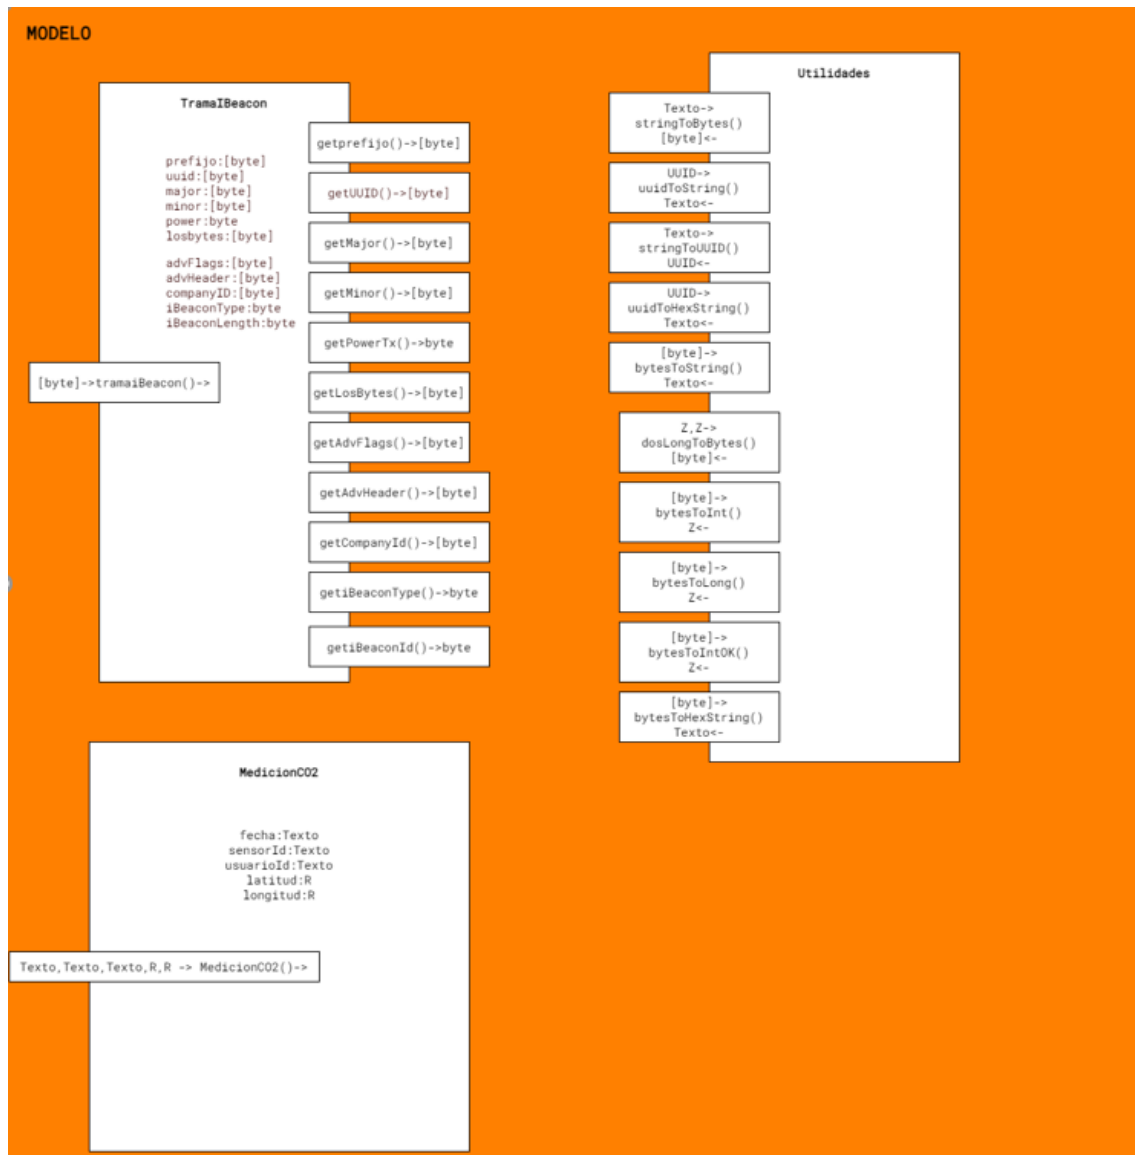 MODELO
TramaIBeacon
prefijo:[byte]
uuid:[byte]
major:[byte]
minor:[byte]
power:byte
losbytes:[byte]
advFlags:[byte]
advHeader:[byte]
companyID:[byte]
iBeaconType:byte
iBeaconLength:byte
[byte]->tramaiBeacon()->
getprefijo()->[byte]
getUUID()->[byte]
getMajor()->[byte]
getMinor()->[byte]
getPowerTx()->byte
getLosBytes()->[byte]
getAdvFlags()->[byte]
getAdvHeader()->[byte]
getCompanyId()->[byte]
getiBeaconType()->byte
getiBeaconId()->byte
Utilidades
Texto->
stringToBytes()
[byte]<-
UUID->
uuidToString()
Texto<-
Texto->
stringToUUID()
UUID<-
UUID->
uuidToHexString()
Texto<-
[byte]->
bytesToString()
Texto<-
Z,Z->
dosLongToBytes()
[byte]<-
[byte]->
bytesToInt()
Z<-
[byte]->
bytesToLong()
Z<-
[byte]->
bytesToIntOK()
Z<-
[byte]->
bytesToHexString()
Texto<-
MedicionCO2
fecha:Texto
sensorId:Texto
usuarioId:Texto
latitud:R
longitud:R
Texto,Texto,Texto,R,R -> MedicionCO2()->